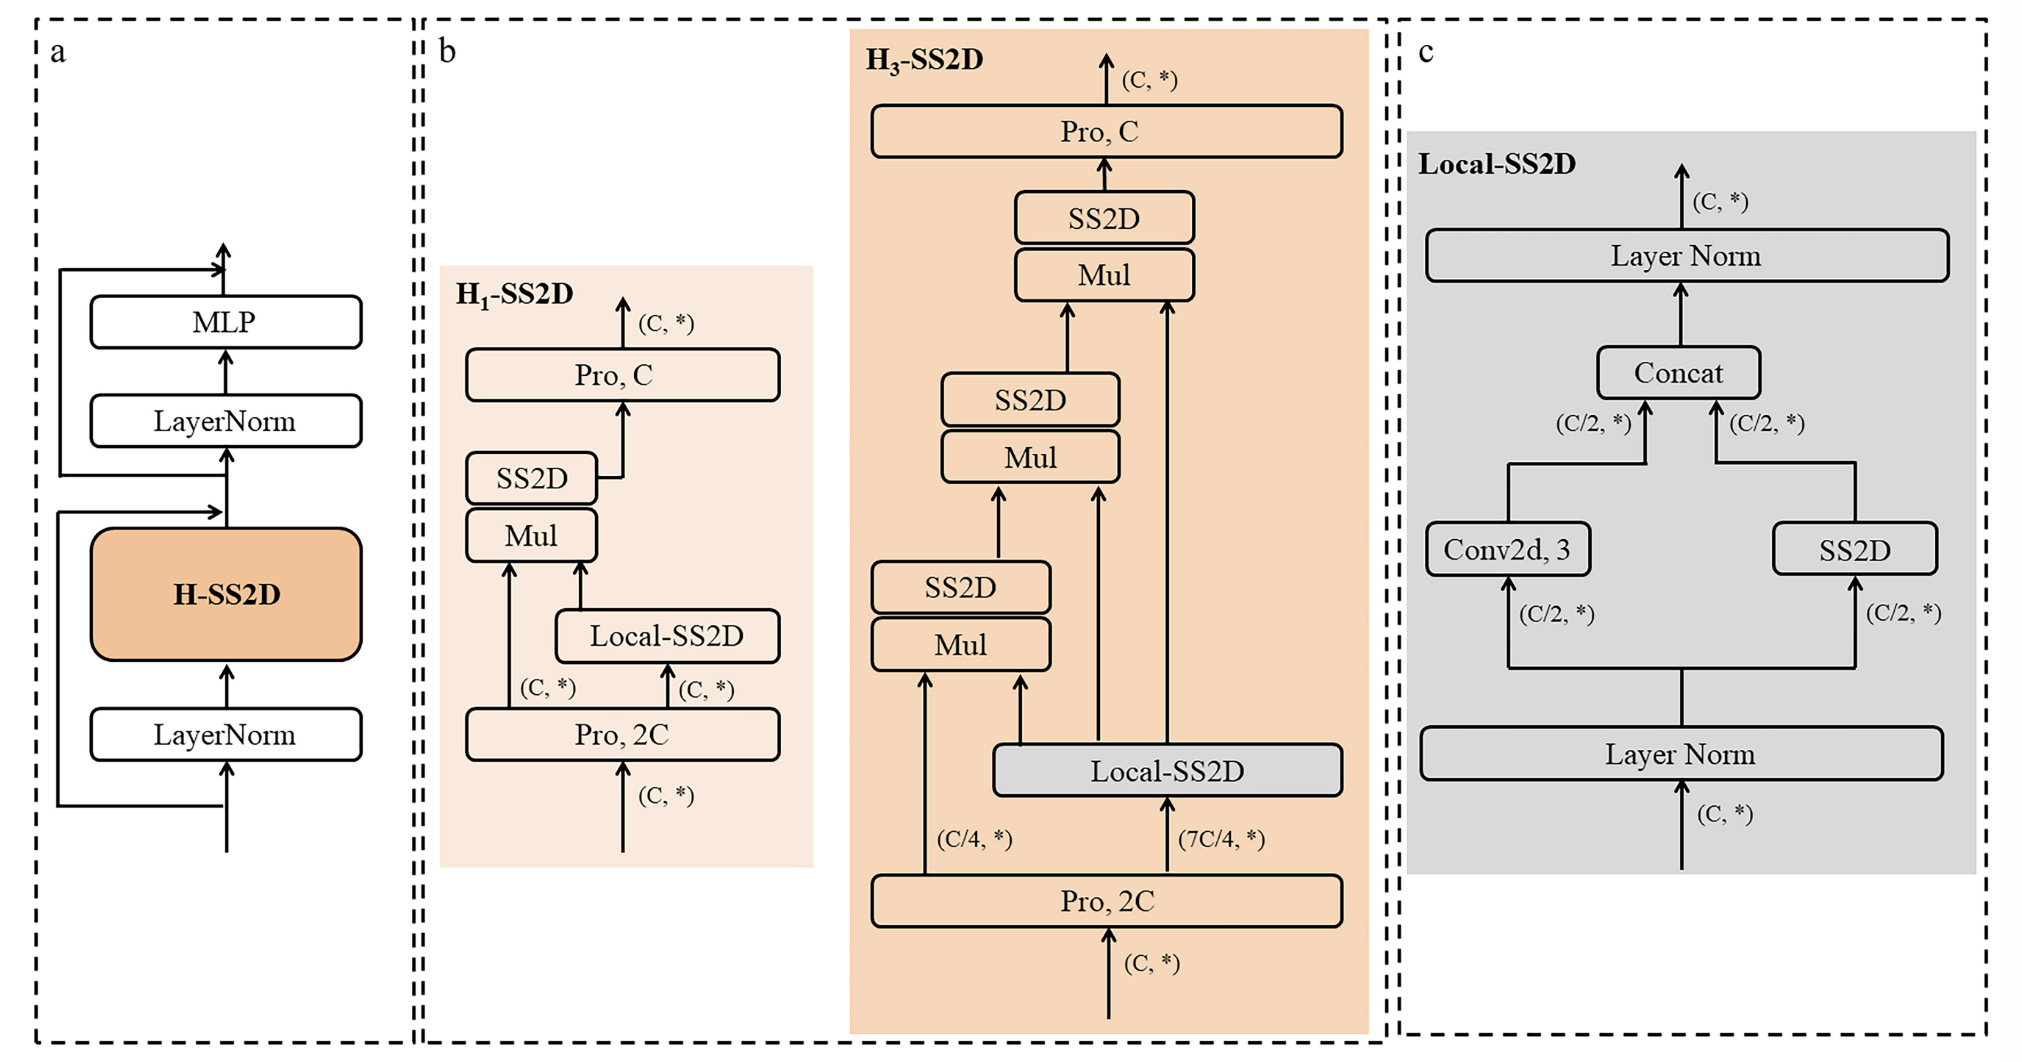 a
MLP
LayerNorm
H-SS2D
LayerNorm
b
H1-SS2D
(C, *)
Pro, C
SS2D
Mul
Local-SS2D
(C, *)
(C, *)
Pro, 2C
(C, *)
H3-SS2D
(C, *)
Pro, C
SS2D
Mul
SS2D
Mul
SS2D
Mul
Local-SS2D
(C/4, *)
(7C/4, *)
Pro, 2C
(C, *)
c
Local-SS2D
(C, *)
Layer Norm
Concat
(C/2, *)
(C/2, *)
Conv2d, 3
SS2D
(C/2, *)
(C/2, *)
Layer Norm
(C, *)